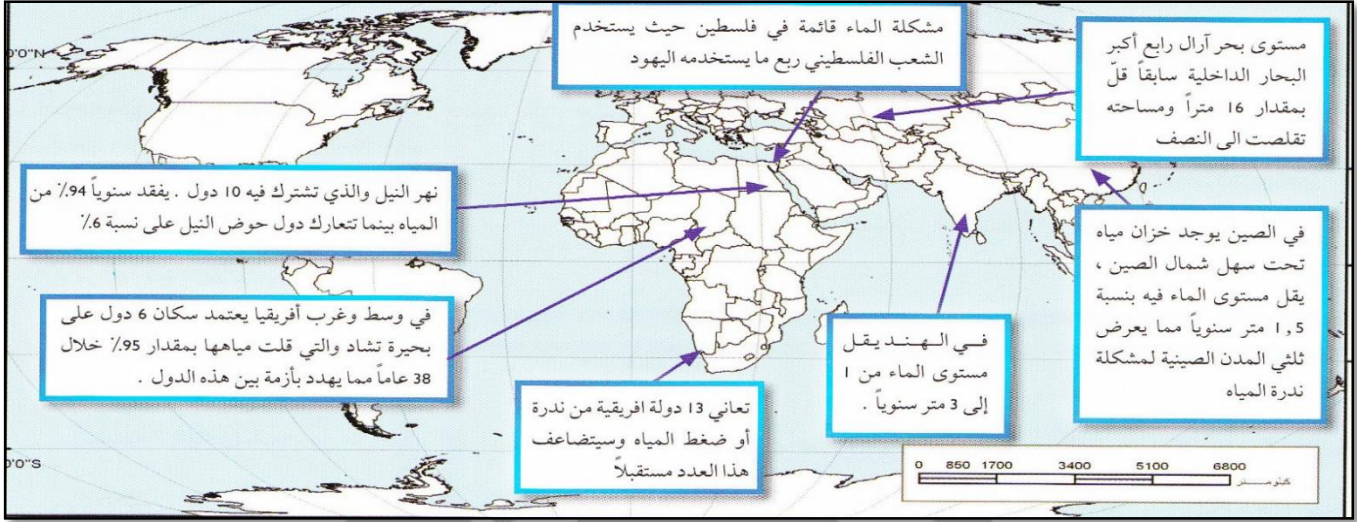 مشكلة الماء قائمة في فلسطين حيث يستخدم
الشعب الفلسطيني ربع ما يستخدمه اليهود
مستوى بحر آرال رابع أكبر
البحار الداخلية سابقاً قلّ
بمقدار 16 متراً ومساحته
تقلصت الى النصف
نهر النيل والذي تشترك فيه 10 دول . يفقد سنوياً 94٪ من
المياه بينما تتعارك دول حوض النيل على نسبة 6٪
في الصين يوجد خزان مياه
تحت سهل شمال الصين ،
يقل مستوى الماء فيه بنسبة
1,5 متر سنوياً مما يعرض
ثلثي المدن الصينية لمشكلة
ندرة المياه
في وسط وغرب أفريقيا يعتمد سكان 6 دول على
بحيرة تشاد والتي قلت مياهها بمقدار 95٪ خلال
38 عاماً مما يهدد بأزمة بين هذه الدول .
في الهند يقل
مستوى الماء من 1
إلى 3 متر سنوياً .
تعاني 13 دولة افريقية من ندرة
أو ضغط المياه وسيتضاعف
هذا العدد مستقبلاً
0 850 1700 3400 5100 6800
كيلومتر
0'0"N
0'0"S